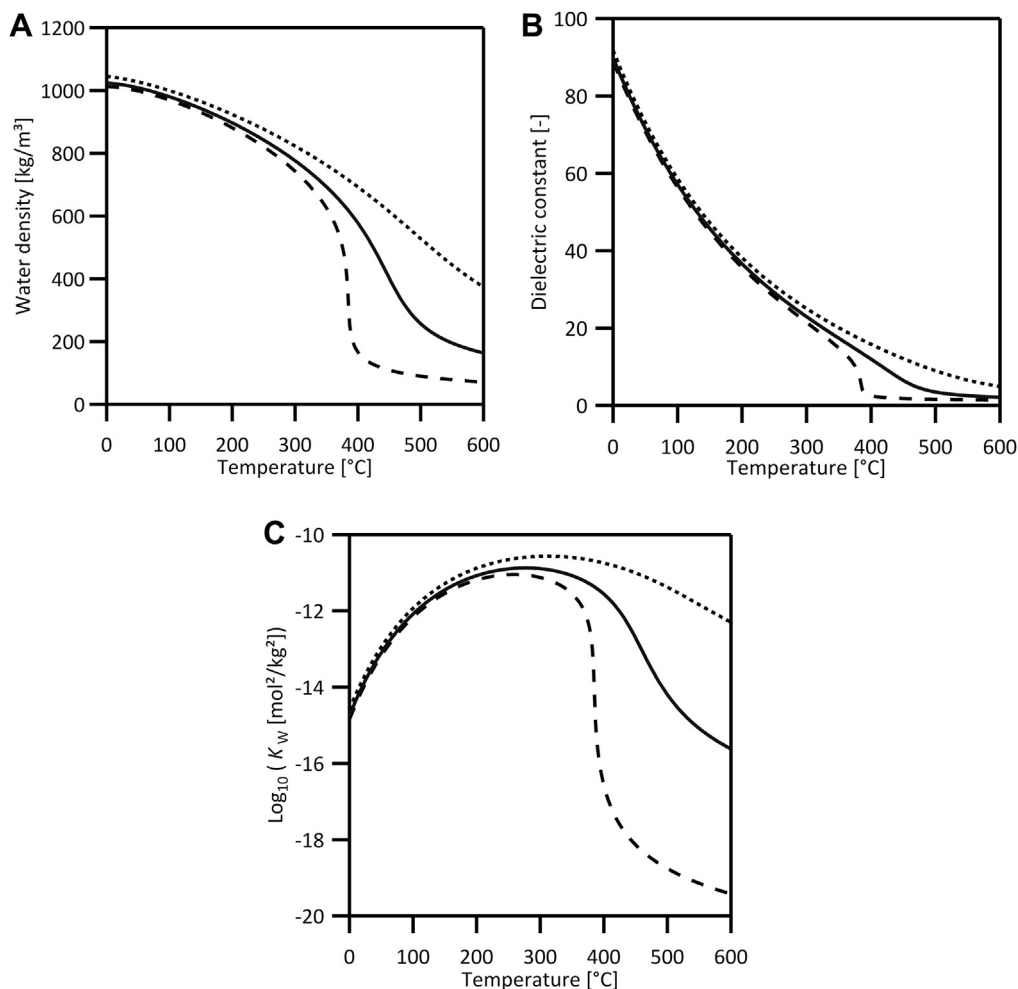 A
Water density [kg/m³]
1200
1000
800
600
400
200
0
0 100 200 300 400 500 600
Temperature [°C]
B
Dielectric constant [-]
100
80
60
40
20
0
0 100 200 300 400 500 600
Temperature [°C]
C
Log₁₀ ( K W [mol²/kg²])
-10
-12
-14
-16
-18
-20
0 100 200 300 400 500 600
Temperature [°C]